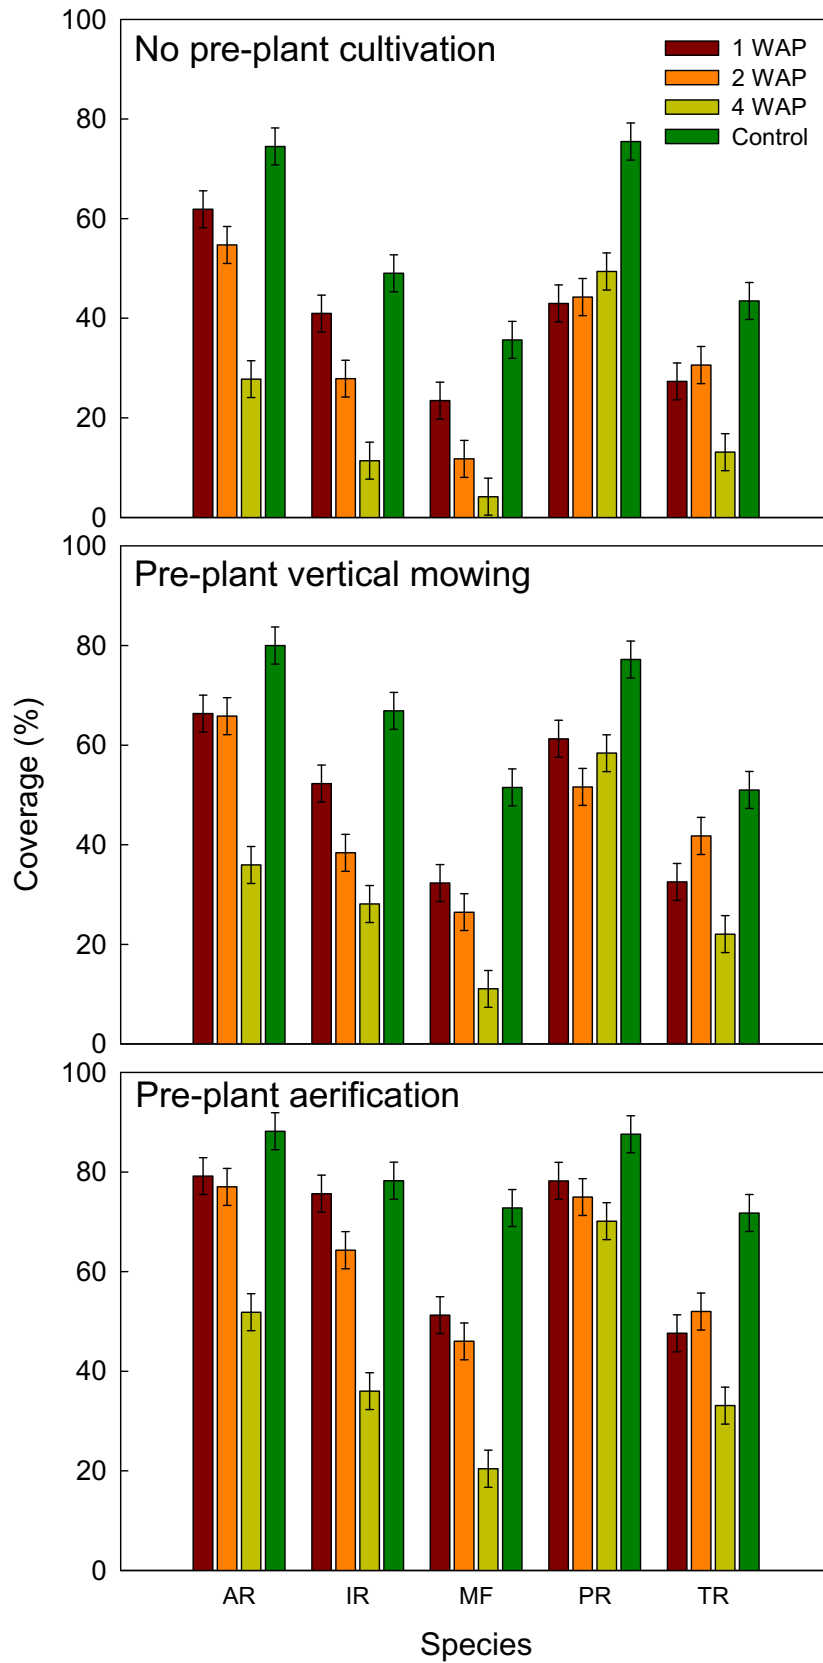 100
No pre-plant cultivation
1 WAP
2 WAP
4 WAP
Control
80
60
40
20
0
100
Pre-plant vertical mowing
80
60
40
20
0
Coverage (%)
100
Pre-plant aerification
80
60
40
20
0
AR IR MF PR TR
Species